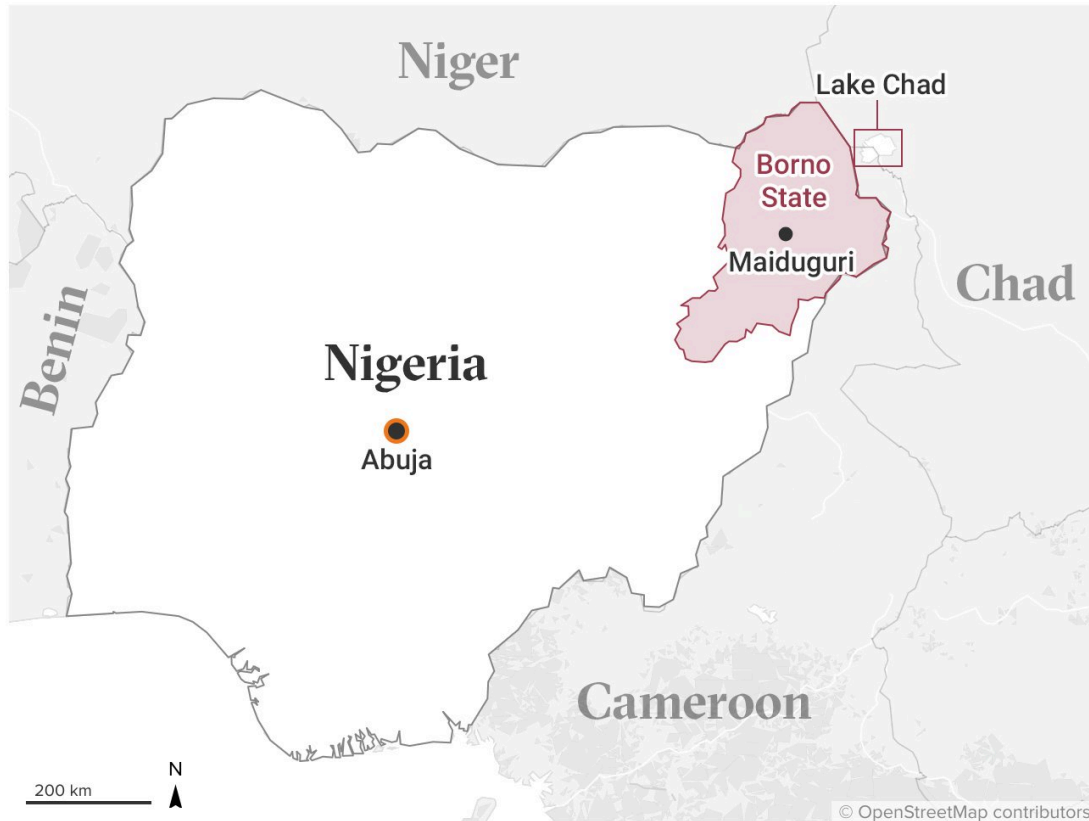 Niger
Lake Chad
Borno
State
Maiduguri
Chad
Benin
Nigeria
Abuja
Cameroon
200 km
N
© OpenStreetMap contributors